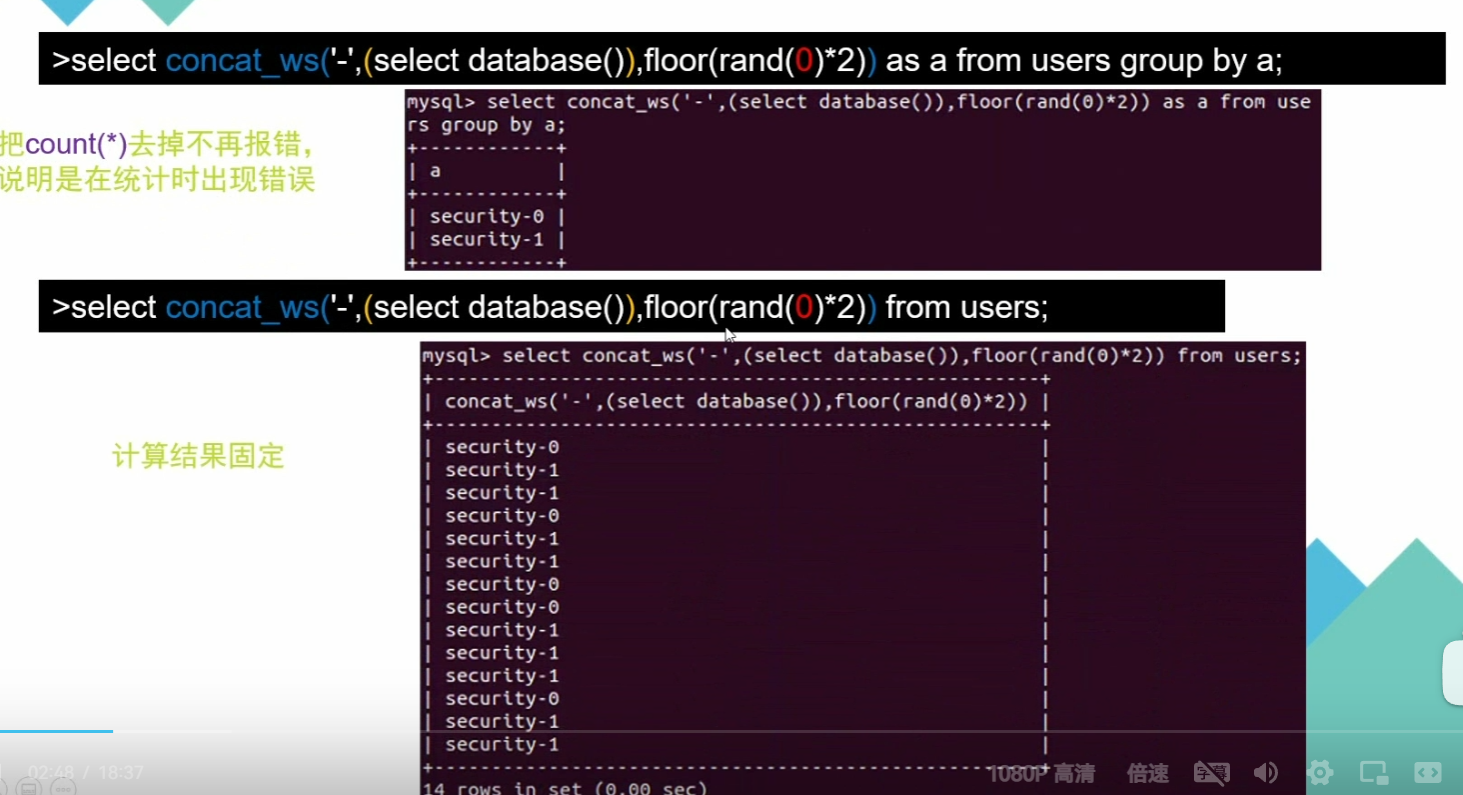 >select concat_ws('-',(select database()),floor(rand(0)*2)) as a from users group by a;
mysql> select concat_ws('-',(select database()),floor(rand(0)*2)) as a from use
rs group by a;
+------------+
| a          |
+------------+
| security-0 |
| security-1 |
+------------+
把count(*)去掉不再报错，
说明是在统计时出现错误
>select concat_ws('-',(select database()),floor(rand(0)*2)) from users;
mysql> select concat_ws('-',(select database()),floor(rand(0)*2)) from users;
+-----------------------------------------------------+
| concat_ws('-',(select database()),floor(rand(0)*2)) |
+-----------------------------------------------------+
| security-0 |
| security-1 |
| security-1 |
| security-0 |
| security-1 |
| security-1 |
| security-0 |
| security-0 |
| security-1 |
| security-1 |
| security-1 |
| security-0 |
| security-1 |
| security-1 |
+-----------------------------------------------------+
14 rows in set (0.00 sec)
计算结果固定
02:48 / 18:37
1080P 高清 倍速 字幕